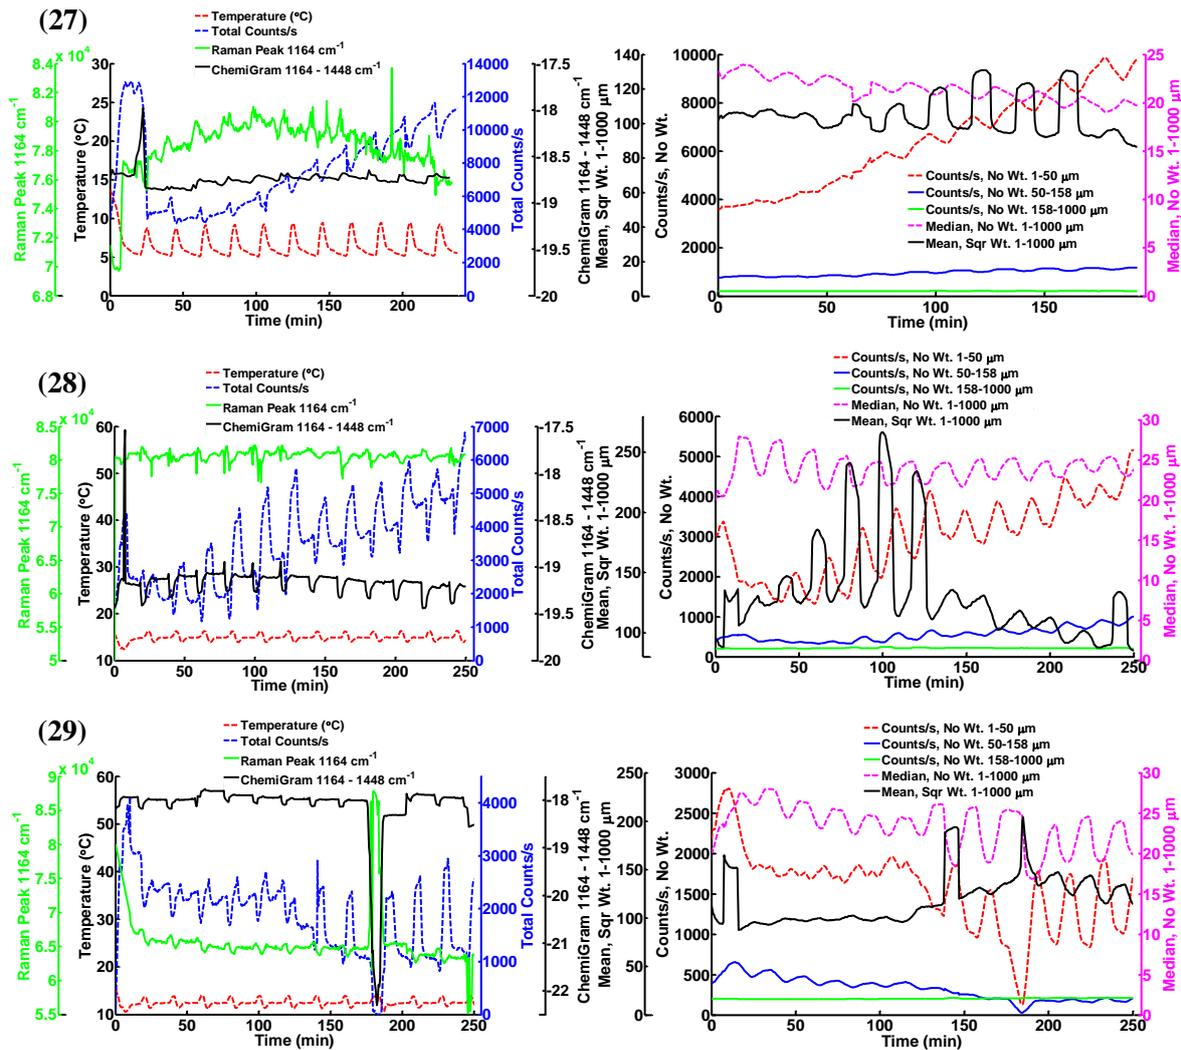 (27)
Temperature (°C)
Total Counts/s
Raman Peak 1164 cm-1
ChemiGram 1164 - 1448 cm-1
x 10^4
8.4
8.2
8
7.8
7.6
7.4
7.2
7
6.8
Raman Peak 1164 cm-1
30
25
20
15
10
5
0
Temperature (°C)
14000
12000
10000
8000
6000
4000
2000
0
Total Counts/s
-17.5
-18
-18.5
-19
-19.5
-20
ChemiGram 1164 - 1448 cm-1
0 50 100 150 200
Time (min)
140
120
100
80
60
40
20
0
Mean, Sqr Wt. 1-1000 µm
10000
8000
6000
4000
2000
0
Counts/s, No Wt.
Counts/s, No Wt. 1-50 µm
Counts/s, No Wt. 50-158 µm
Counts/s, No Wt. 158-1000 µm
Median, No Wt. 1-1000 µm
Mean, Sqr Wt. 1-1000 µm
25
20
15
10
5
0
Median, No Wt. 1-1000 µm
0 50 100 150
Time (min)
(28)
Temperature (°C)
Total Counts/s
Raman Peak 1164 cm-1
ChemiGram 1164 - 1448 cm-1
x 10^4
8.5
8
7.5
7
6.5
6
5.5
5
Raman Peak 1164 cm-1
60
50
40
30
20
10
Temperature (°C)
7000
6000
5000
4000
3000
2000
1000
0
Total Counts/s
-17.5
-18
-18.5
-19
-19.5
-20
ChemiGram 1164 - 1448 cm-1
0 50 100 150 200 250
Time (min)
250
200
150
100
Mean, Sqr Wt. 1-1000 µm
6000
5000
4000
3000
2000
1000
0
Counts/s, No Wt.
Counts/s, No Wt. 1-50 µm
Counts/s, No Wt. 50-158 µm
Counts/s, No Wt. 158-1000 µm
Median, No Wt. 1-1000 µm
Mean, Sqr Wt. 1-1000 µm
30
25
20
15
10
5
0
Median, No Wt. 1-1000 µm
0 50 100 150 200 250
Time (min)
(29)
Temperature (°C)
Total Counts/s
Raman Peak 1164 cm-1
ChemiGram 1164 - 1448 cm-1
x 10^4
9
8.5
8
7.5
7
6.5
6
5.5
Raman Peak 1164 cm-1
60
50
40
30
20
10
Temperature (°C)
4000
3000
2000
1000
0
Total Counts/s
-18
-19
-20
-21
-22
ChemiGram 1164 - 1448 cm-1
0 50 100 150 200 250
Time (min)
250
200
150
100
50
0
Mean, Sqr Wt. 1-1000 µm
3000
2500
2000
1500
1000
500
0
Counts/s, No Wt.
Counts/s, No Wt. 1-50 µm
Counts/s, No Wt. 50-158 µm
Counts/s, No Wt. 158-1000 µm
Median, No Wt. 1-1000 µm
Mean, Sqr Wt. 1-1000 µm
30
25
20
15
10
5
0
Median, No Wt. 1-1000 µm
0 50 100 150 200 250
Time (min)